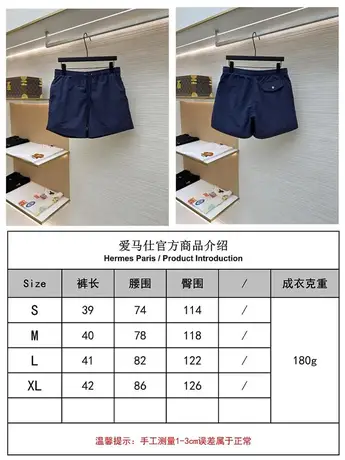 爱马仕官方商品介绍
Hermes Paris / Product Introduction
Size 裤长 腰围 臀围 / 成衣克重
S 39 74 114 /
M 40 78 118 /
L 41 82 122 /
XL 42 86 126 /
180g
温馨提示：手工测量1-3cm误差属于正常